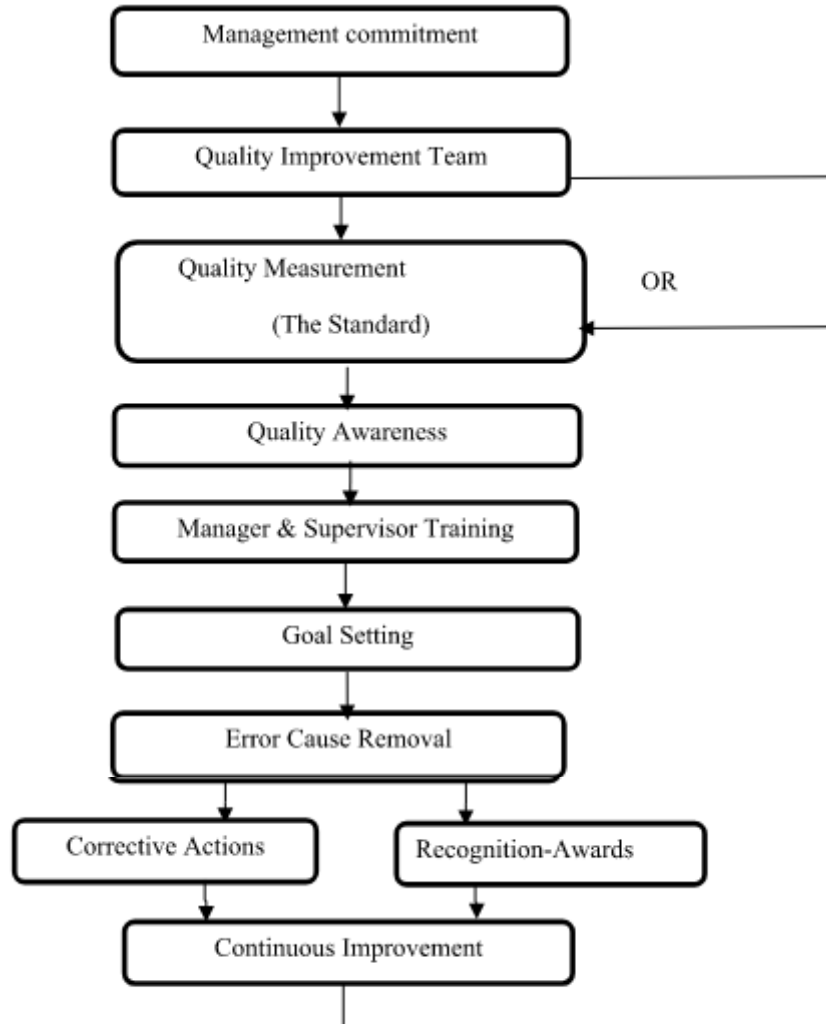 Management commitment
Quality Improvement Team
Quality Measurement
OR
(The Standard)
Quality Awareness
Manager & Supervisor Training
Goal Setting
Error Cause Removal
Corrective Actions
Recognition-Awards
Continuous Improvement